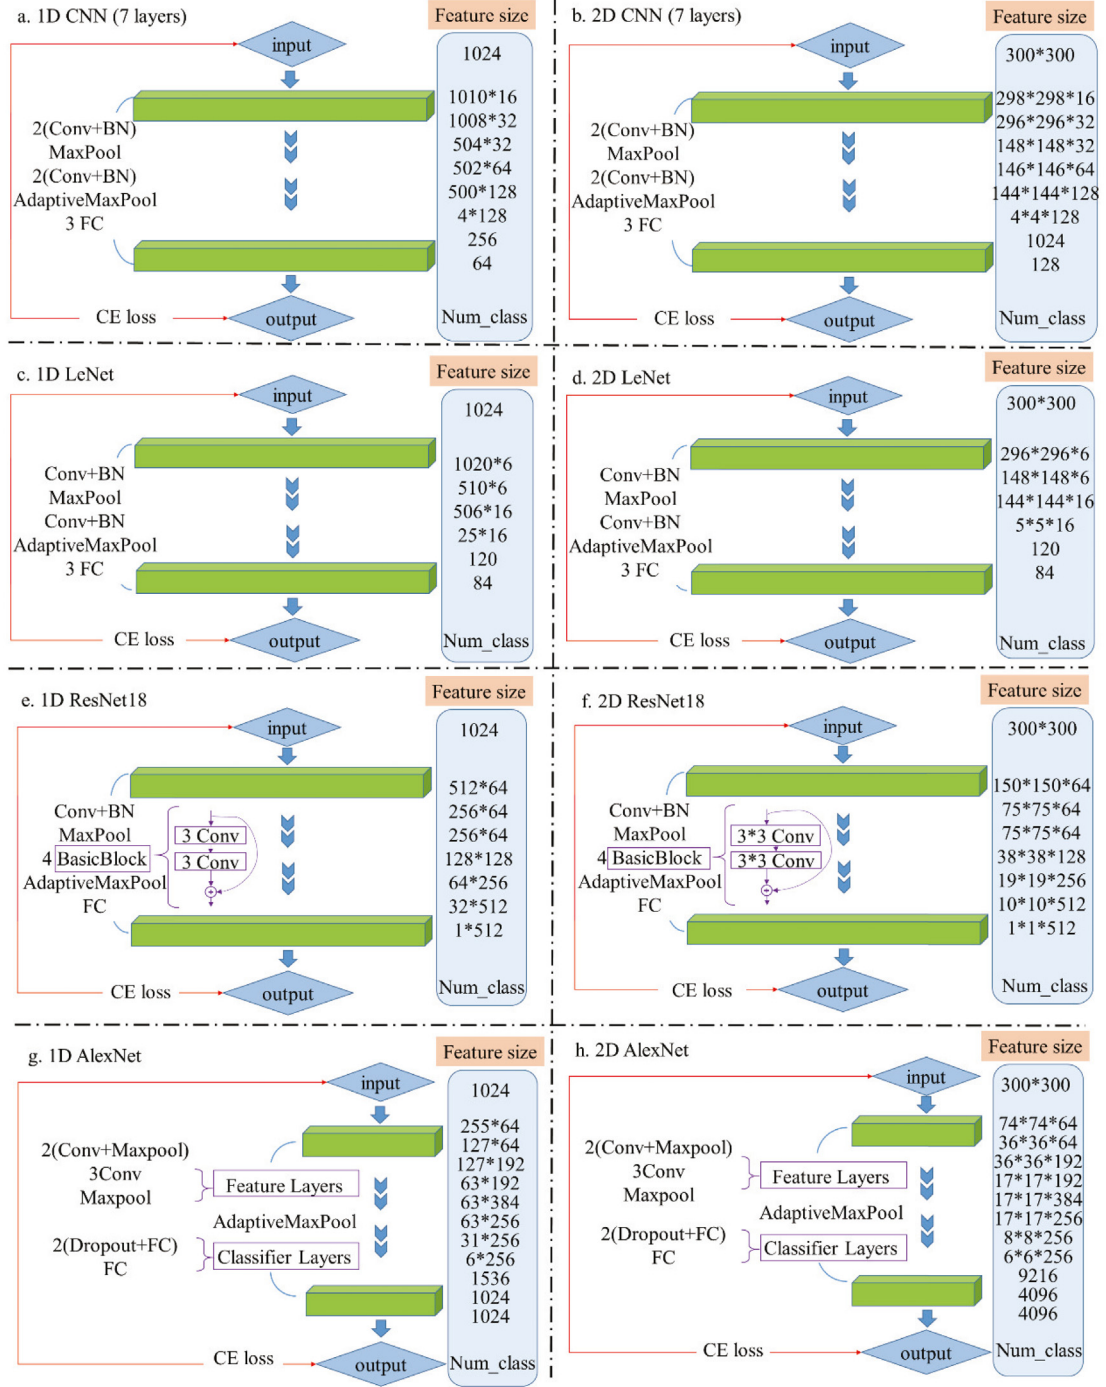 a. 1D CNN (7 layers)
Feature size
input
1024
2(Conv+BN)
MaxPool
2(Conv+BN)
AdaptiveMaxPool
3 FC
1010*16
1008*32
504*32
502*64
500*128
4*128
256
64
CE loss
output
Num_class
b. 2D CNN (7 layers)
Feature size
input
300*300
2(Conv+BN)
MaxPool
2(Conv+BN)
AdaptiveMaxPool
3 FC
298*298*16
296*296*32
148*148*32
146*146*64
144*144*128
4*4*128
1024
128
CE loss
output
Num_class
c. 1D LeNet
Feature size
input
1024
Conv+BN
MaxPool
Conv+BN
AdaptiveMaxPool
3 FC
1020*6
510*6
506*16
25*16
120
84
CE loss
output
Num_class
d. 2D LeNet
Feature size
input
300*300
Conv+BN
MaxPool
Conv+BN
AdaptiveMaxPool
3 FC
296*296*6
148*148*6
144*144*16
5*5*16
120
84
CE loss
output
Num_class
e. 1D ResNet18
Feature size
input
1024
Conv+BN
MaxPool
4 BasicBlock
AdaptiveMaxPool
FC
3 Conv
3 Conv
512*64
256*64
256*64
128*128
64*256
32*512
1*512
CE loss
output
Num_class
f. 2D ResNet18
Feature size
input
300*300
Conv+BN
MaxPool
4 BasicBlock
AdaptiveMaxPool
FC
3*3 Conv
3*3 Conv
150*150*64
75*75*64
75*75*64
38*38*128
19*19*256
10*10*512
1*1*512
CE loss
output
Num_class
g. 1D AlexNet
Feature size
input
1024
2(Conv+Maxpool)
3Conv
Maxpool
Feature Layers
AdaptiveMaxPool
2(Dropout+FC)
FC
Classifier Layers
255*64
127*64
127*192
63*192
63*384
63*256
31*256
6*256
1536
1024
1024
CE loss
output
Num_class
h. 2D AlexNet
Feature size
input
300*300
2(Conv+Maxpool)
3Conv
Maxpool
Feature Layers
AdaptiveMaxPool
2(Dropout+FC)
FC
Classifier Layers
74*74*64
36*36*64
36*36*192
17*17*192
17*17*384
17*17*256
8*8*256
6*6*256
9216
4096
4096
CE loss
output
Num_class